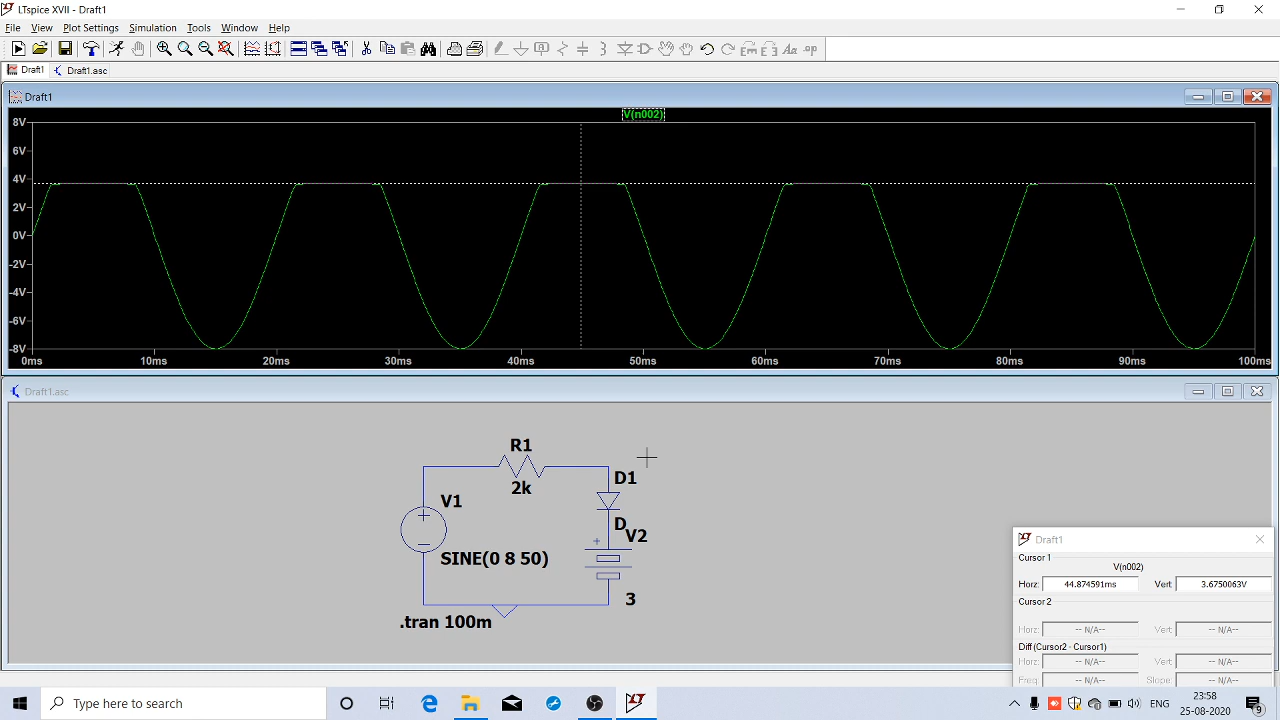 LTspice XVII - Draft1
File View Plot Settings Simulation Tools Window Help
Draft1 Draft1.asc
Draft1
V(n002)
8V
6V
4V
2V
0V
-2V
-4V
-6V
-8V
0ms 10ms 20ms 30ms 40ms 50ms 60ms 70ms 80ms 90ms 100ms
Draft1.asc
R1
2k
D1
D
V1
V2
SINE(0 8 50)
3
.tran 100m
Draft1
Cursor 1
V(n002)
Horz: 44.874591ms Vert: 3.6750063V
Cursor 2
Horz: -- N/A-- Vert: -- N/A--
Diff (Cursor2 - Cursor1)
Horz: -- N/A-- Vert: -- N/A--
Freq: -- N/A-- Slope: -- N/A--
Type here to search
ENG
23:58
25-08-2020
9